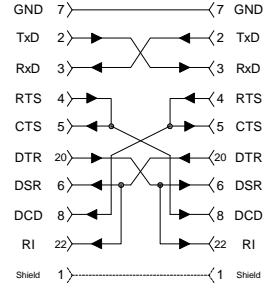 GND 7 7 GND
TxD 2 2 TxD
RxD 3 3 RxD
RTS 4 4 RTS
CTS 5 5 CTS
DTR 20 20 DTR
DSR 6 6 DSR
DCD 8 8 DCD
RI 22 22 RI
Shield 1 1 Shield